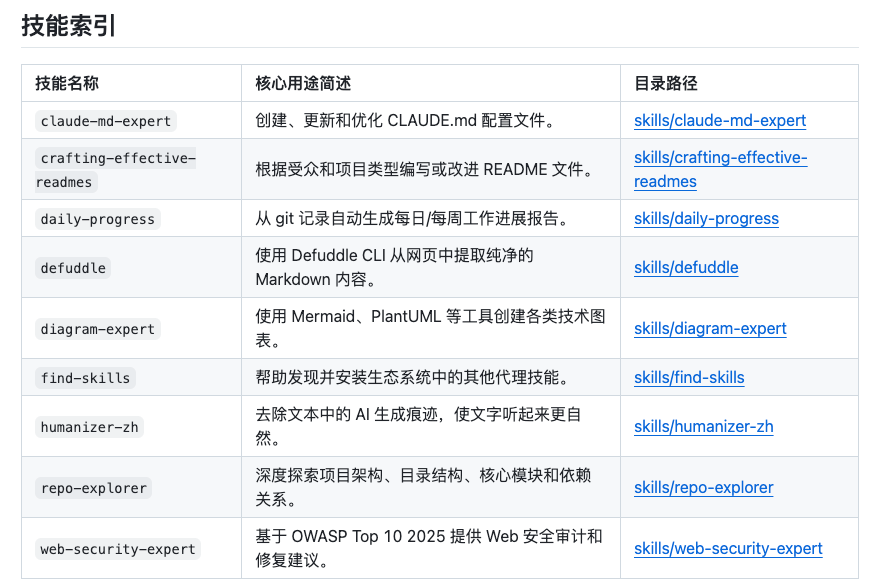 技能索引
技能名称 核心用途简述 目录路径
claude-md-expert 创建、更新和优化 CLAUDE.md 配置文件。 skills/claude-md-expert
crafting-effective-
readmes 根据受众和项目类型编写或改进 README 文件。 skills/crafting-effective-
readmes
daily-progress 从 git 记录自动生成每日/每周工作进展报告。 skills/daily-progress
defuddle 使用 Defuddle CLI 从网页中提取纯净的
Markdown 内容。 skills/defuddle
diagram-expert 使用 Mermaid、PlantUML 等工具创建各类技术图
表。 skills/diagram-expert
find-skills 帮助发现并安装生态系统中的其他代理技能。 skills/find-skills
humanizer-zh 去除文本中的 AI 生成痕迹，使文字听起来更自
然。 skills/humanizer-zh
repo-explorer 深度探索项目架构、目录结构、核心模块和依赖
关系。 skills/repo-explorer
web-security-expert 基于 OWASP Top 10 2025 提供 Web 安全审计和
修复建议。 skills/web-security-expert